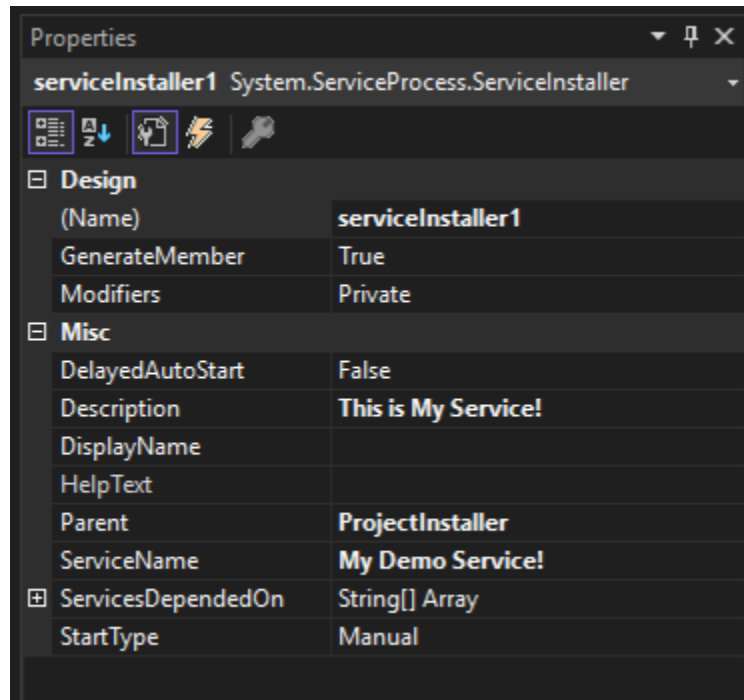 Properties
serviceInstaller1 System.ServiceProcess.ServiceInstaller
Design
(Name) serviceInstaller1
GenerateMember True
Modifiers Private
Misc
DelayedAutoStart False
Description This is My Service!
DisplayName
HelpText
Parent ProjectInstaller
ServiceName My Demo Service!
ServicesDependedOn String[] Array
StartType Manual